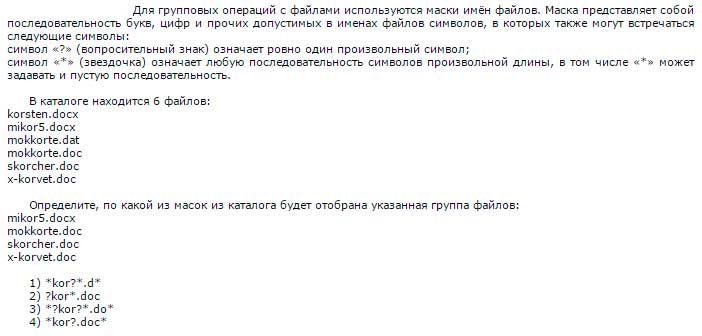 Для групповых операций с файлами используются маски имён файлов. Маска представляет собой
последовательность букв, цифр и прочих допустимых в именах файлов символов, в которых также могут встречаться
следующие символы:
символ «?» (вопросительный знак) означает ровно один произвольный символ;
символ «*» (звездочка) означает любую последовательность символов произвольной длины, в том числе «*» может
задавать и пустую последовательность.
В каталоге находится 6 файлов:
korsten.docx
mikor5.docx
mokkorte.dat
mokkorte.doc
skorcher.doc
x-korvet.doc
Определите, по какой из масок из каталога будет отобрана указанная группа файлов:
mikor5.docx
mokkorte.doc
skorcher.doc
x-korvet.doc
1) *kor?*.d*
2) ?kor*.doc
3) *?kor?*.do*
4) *kor?.doc*